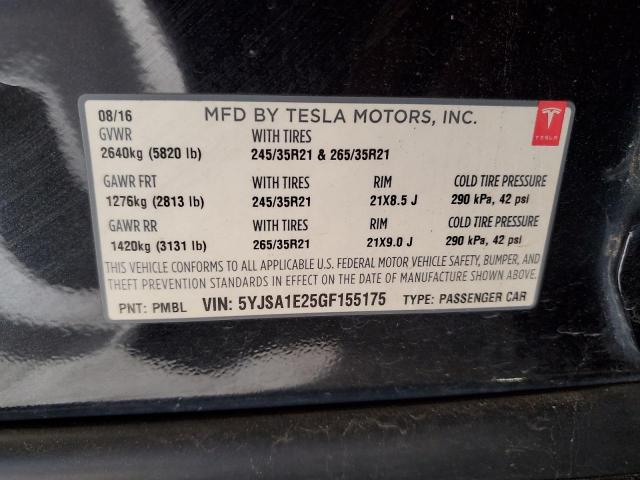 08/16 MFD BY TESLA MOTORS, INC.
GVWR WITH TIRES
2640kg (5820 lb) 245/35R21 & 265/35R21
GAWR FRT WITH TIRES RIM COLD TIRE PRESSURE
1276kg (2813 lb) 245/35R21 21X8.5 J 290 kPa, 42 psi
GAWR RR WITH TIRES RIM COLD TIRE PRESSURE
1420kg (3131 lb) 265/35R21 21X9.0 J 290 kPa, 42 psi
THIS VEHICLE CONFORMS TO ALL APPLICABLE U.S. FEDERAL MOTOR VEHICLE SAFETY, BUMPER, AND
THEFT PREVENTION STANDARDS IN EFFECT ON THE DATE OF MANUFACTURE SHOWN ABOVE.
PNT: PMBL VIN: 5YJSA1E25GF155175 TYPE: PASSENGER CAR
TESLA